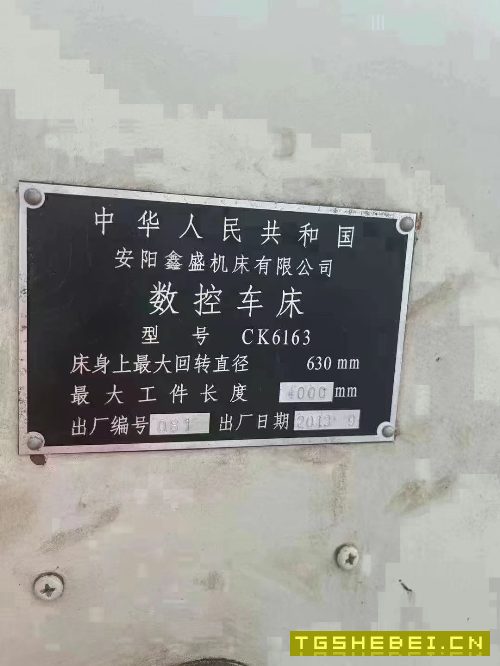 中华人民共和国
安阳鑫盛机床有限公司
数控车床
型号 CK6163
床身上最大回转直径 630 mm
最大工件长度 4000 mm
出厂编号 081 出厂日期 2013 9
TGSHEBEI.CN